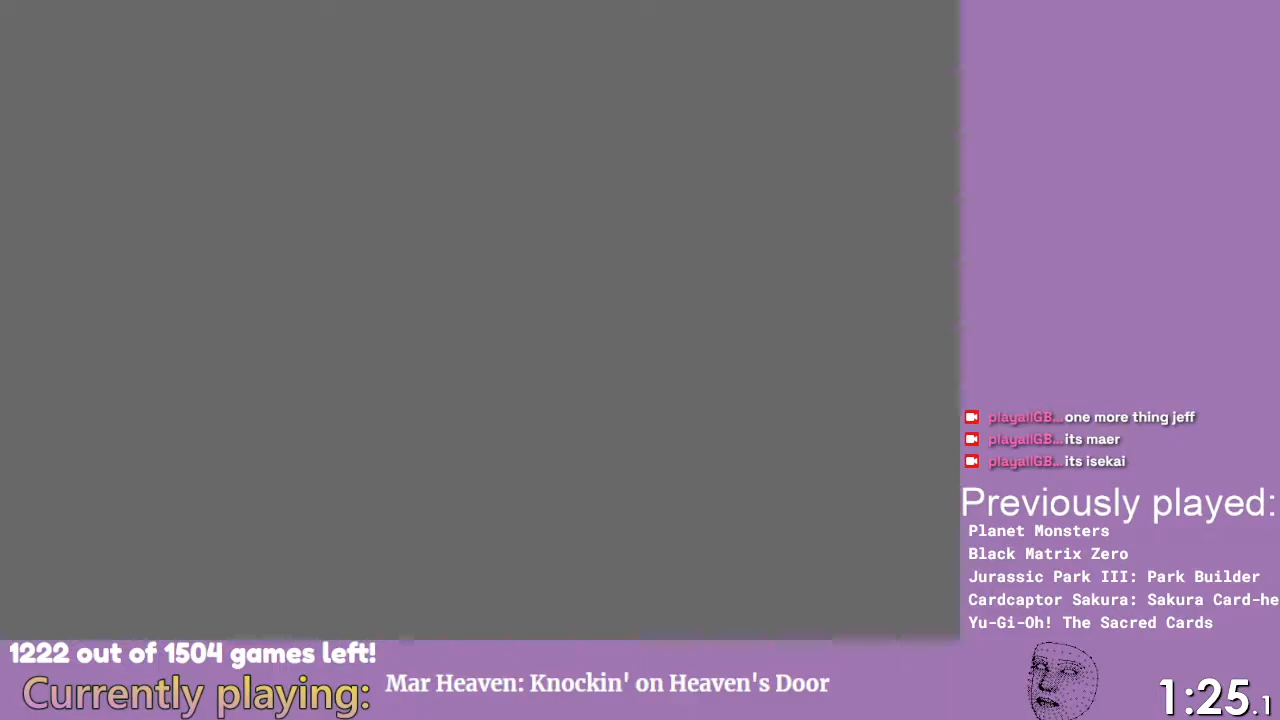 playallGB... one more thing jeff
playallGB... its maer
playallGB... its isekai
Previously played:
Planet Monsters
Black Matrix Zero
Jurassic Park III: Park Builder
Cardcaptor Sakura: Sakura Card-he
Yu-Gi-Oh! The Sacred Cards
1222 out of 1504 games left!
Currently playing:
Mar Heaven: Knockin' on Heaven's Door
1:25.1